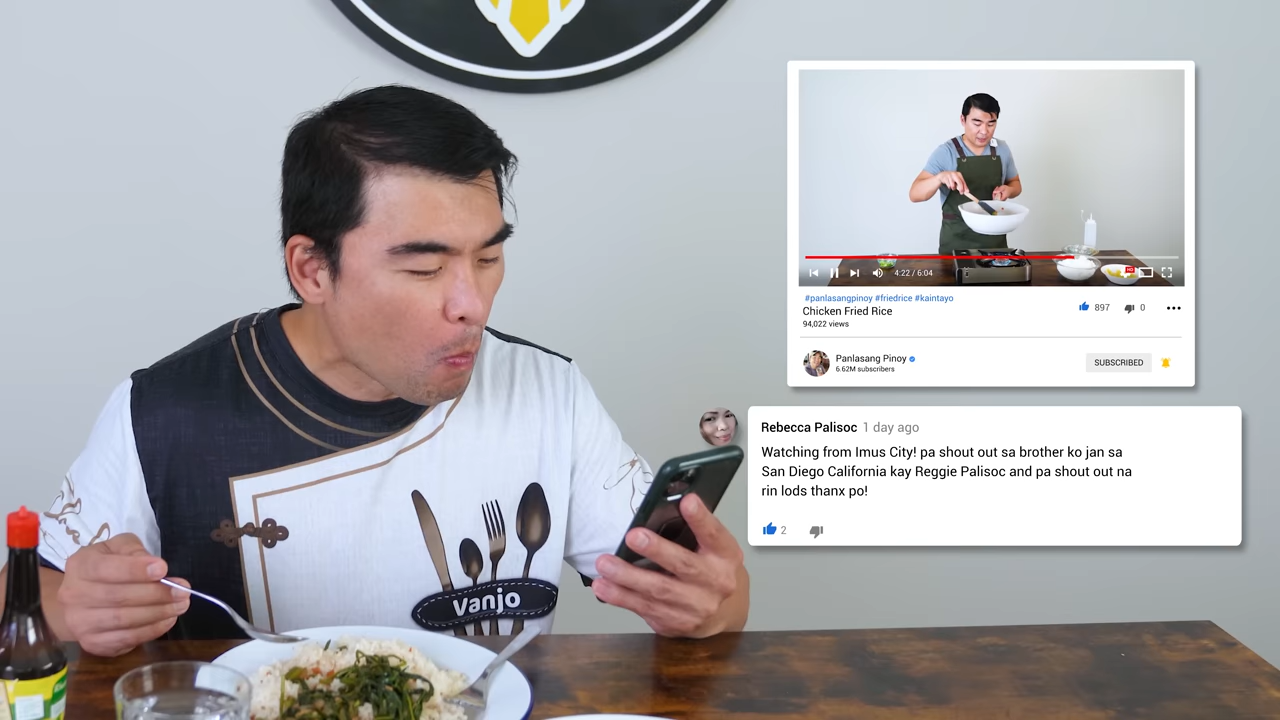 Vanjo
4:22 / 6:04
HD
#panlasangpinoy #friedrice #kaintayo
Chicken Fried Rice
94,022 views
897
0
Panlasang Pinoy
6.62M subscribers
SUBSCRIBED
Rebecca Palisoc 1 day ago
Watching from Imus City! pa shout out sa brother ko jan sa
San Diego California kay Reggie Palisoc and pa shout out na
rin lods thanx po!
2